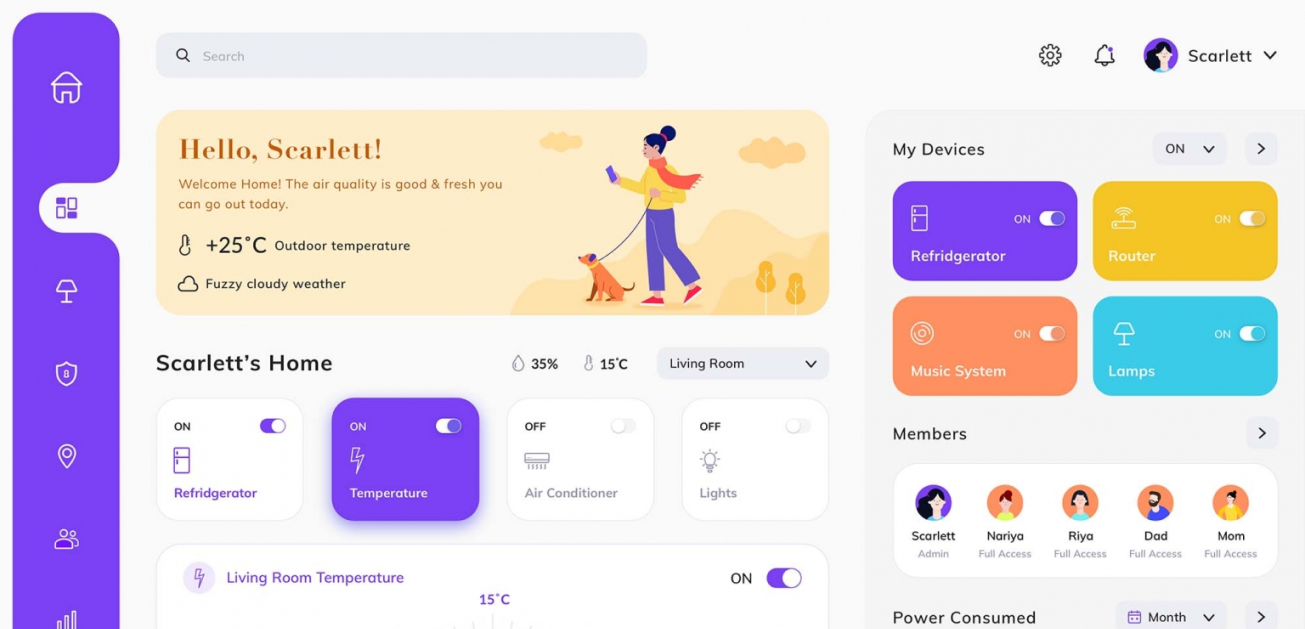 Search
Scarlett
Hello, Scarlett!
Welcome Home! The air quality is good & fresh you
can go out today.
+25°C Outdoor temperature
Fuzzy cloudy weather
Scarlett's Home
35%
15°C
Living Room
ON
Refridgerator
ON
Temperature
OFF
Air Conditioner
OFF
Lights
Living Room Temperature
ON
15°C
My Devices
ON
ON
Refridgerator
ON
Router
ON
Music System
ON
Lamps
Members
Scarlett
Admin
Nariya
Full Access
Riya
Full Access
Dad
Full Access
Mom
Full Access
Power Consumed
Month